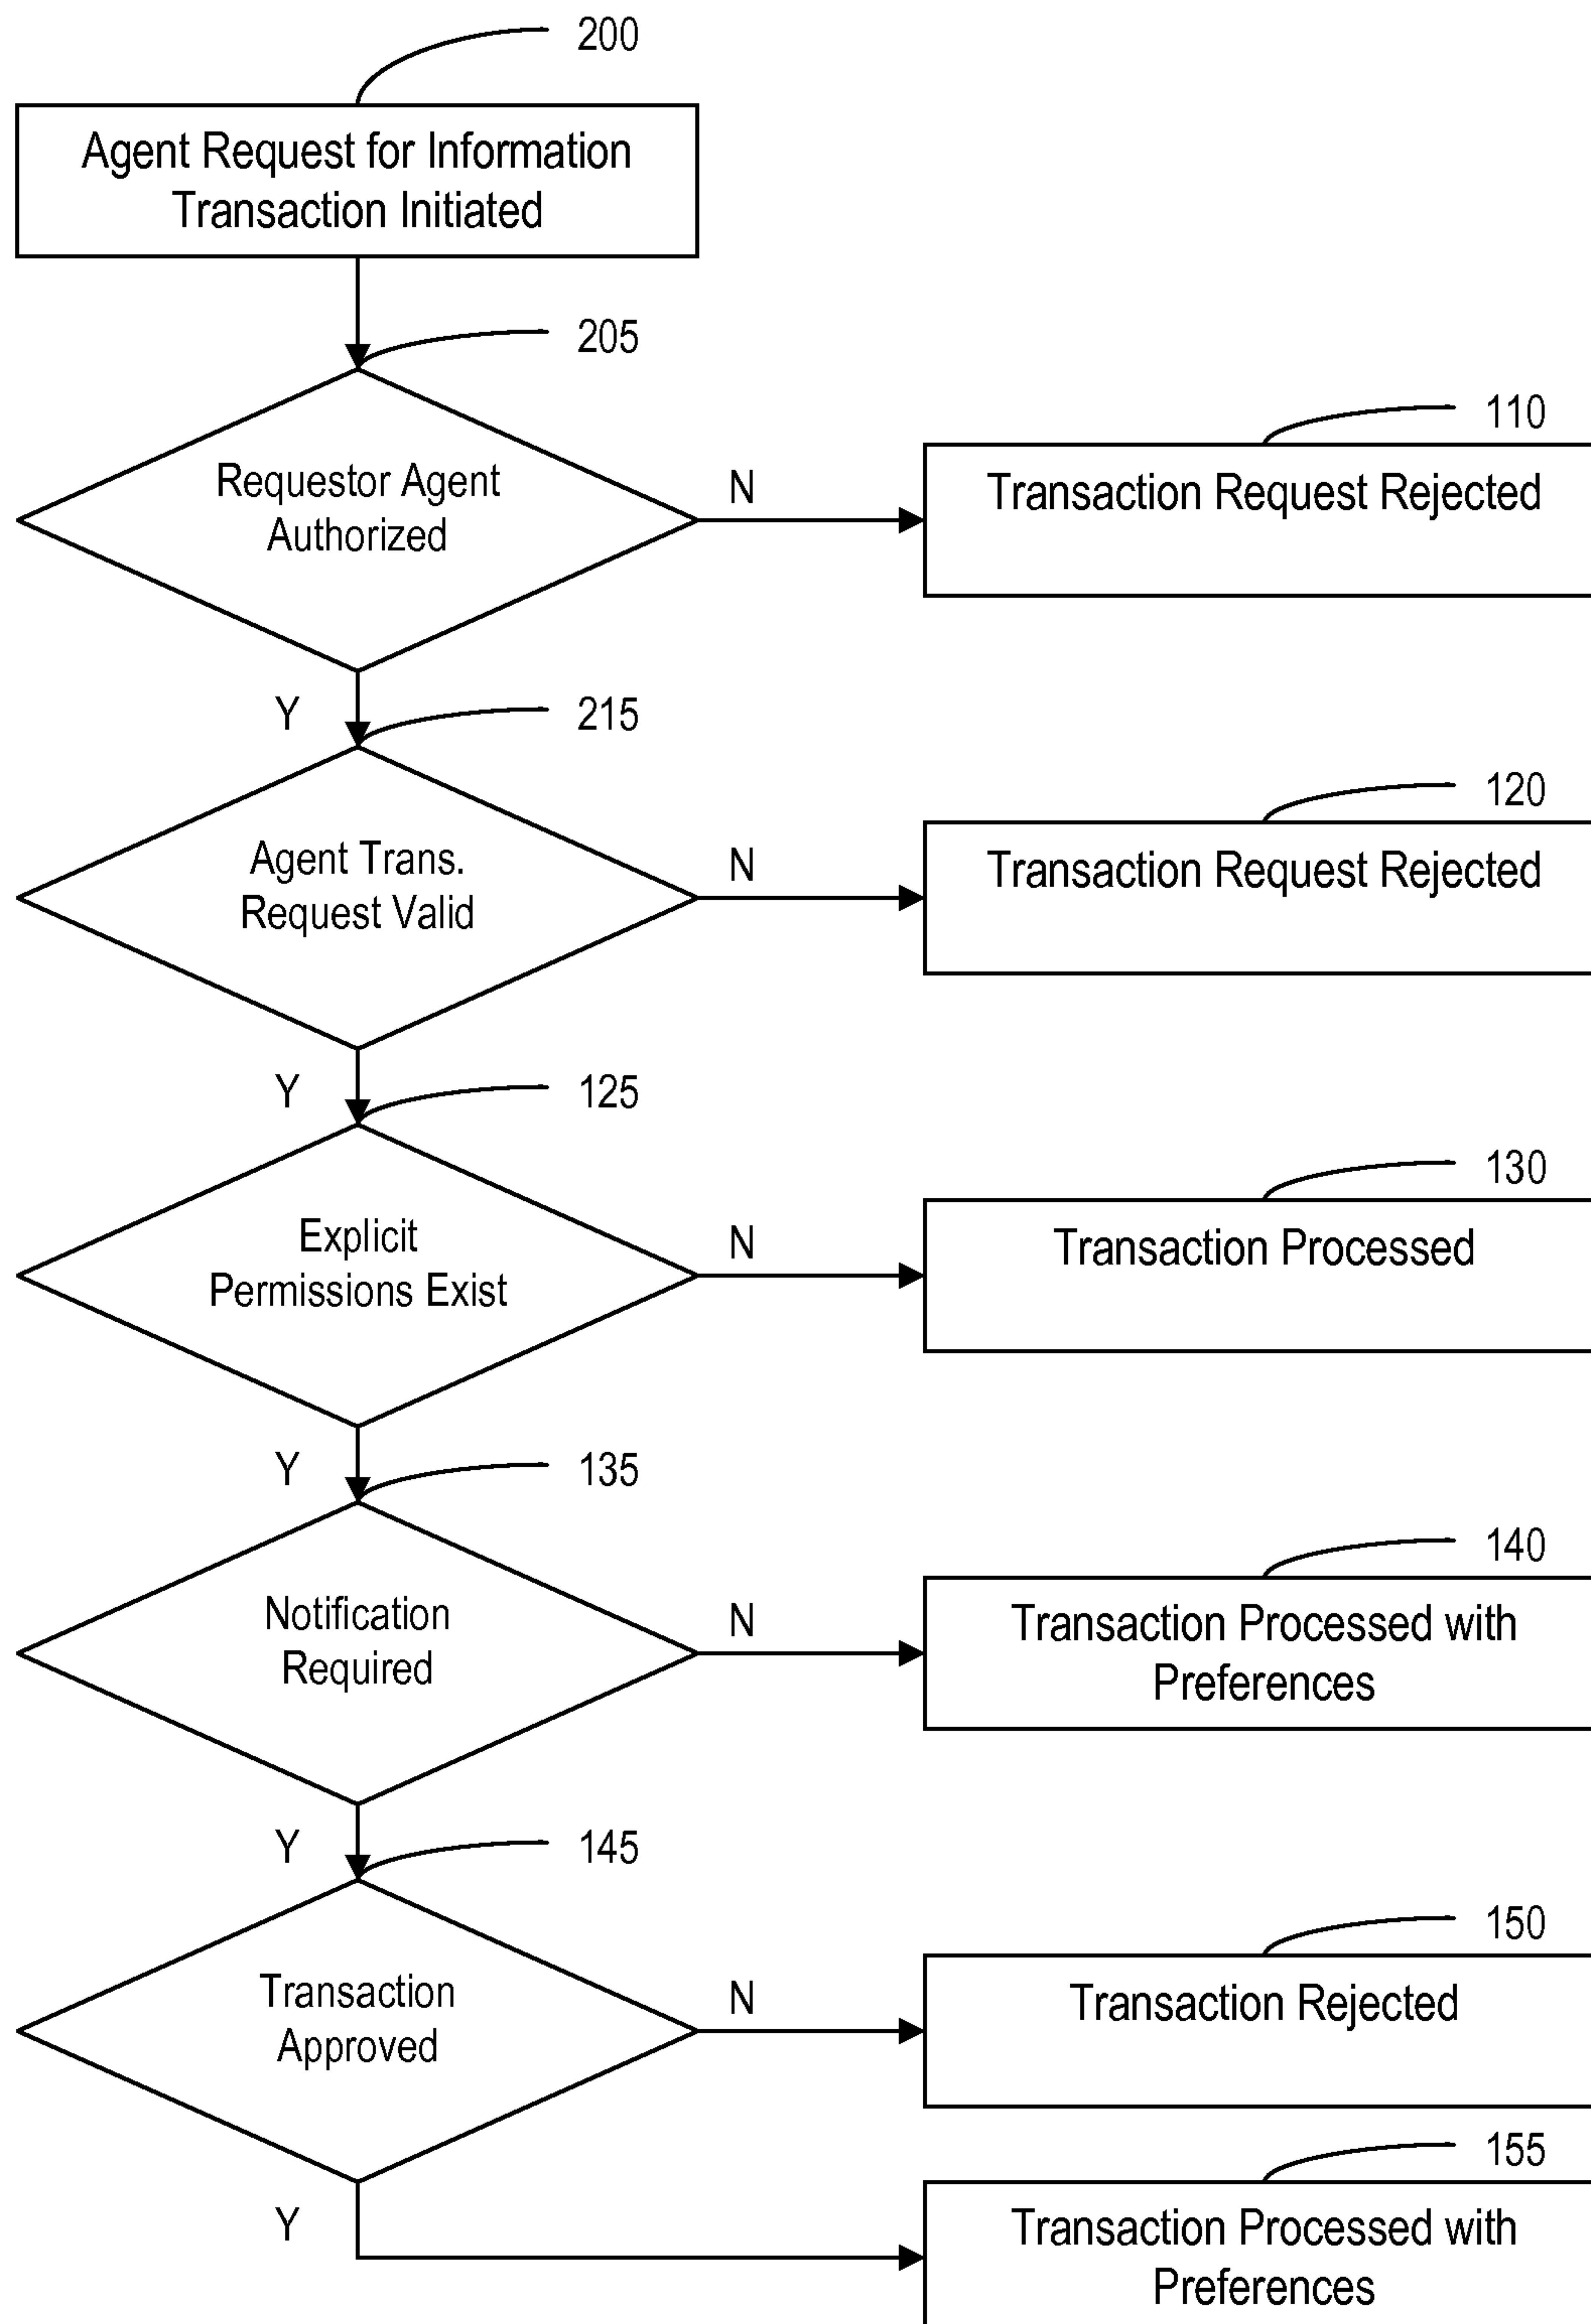 200
Agent Request for Information
Transaction Initiated
205
Requestor Agent
Authorized
N
110
Transaction Request Rejected
Y
215
Agent Trans.
Request Valid
N
120
Transaction Request Rejected
Y
125
Explicit
Permissions Exist
N
130
Transaction Processed
Y
135
Notification
Required
N
140
Transaction Processed with
Preferences
Y
145
Transaction
Approved
N
150
Transaction Rejected
Y
155
Transaction Processed with
Preferences